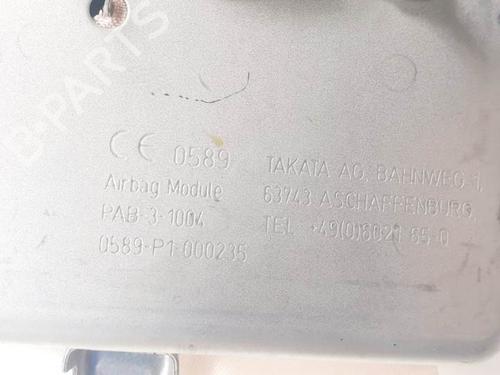 B-PARTS
CE 0589
Airbag Module
PAB-3-1004
0589-P1-000235
TAKATA AG, BAHNWEG 1,
63743 ASCHAFFENBURG,
TEL. +49(0)6021 65-0